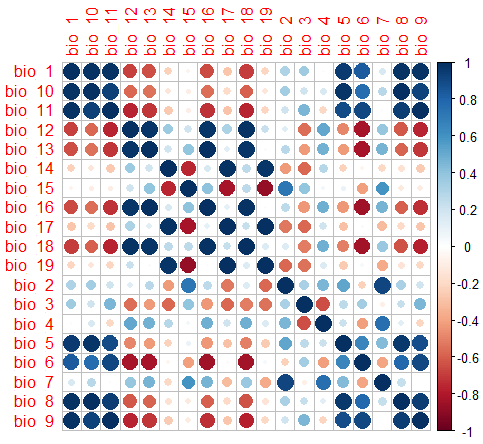 bio 1 bio 10 bio 11 bio 12 bio 13 bio 14 bio 15 bio 16 bio 17 bio 18 bio 19 bio 2 bio 3 bio 4 bio 5 bio 6 bio 7 bio 8 bio 9
bio 1
bio 10
bio 11
bio 12
bio 13
bio 14
bio 15
bio 16
bio 17
bio 18
bio 19
bio 2
bio 3
bio 4
bio 5
bio 6
bio 7
bio 8
bio 9
1
0.8
0.6
0.4
0.2
0
-0.2
-0.4
-0.6
-0.8
-1